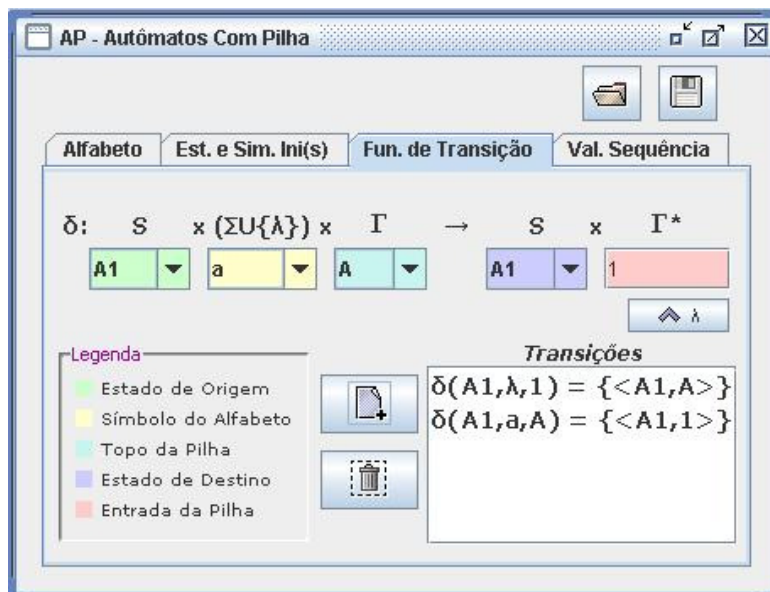 AP - Autômatos Com Pilha
Alfabeto Est. e Sim. Ini(s) Fun. de Transição Val. Sequência
δ: S x (ΣU{λ}) x Γ → S x Γ*
A1 a A A1 1
λ
Legenda
Estado de Origem
Símbolo do Alfabeto
Topo da Pilha
Estado de Destino
Entrada da Pilha
Transições
δ(A1,λ,1) = {<A1,A>}
δ(A1,a,A) = {<A1,1>}